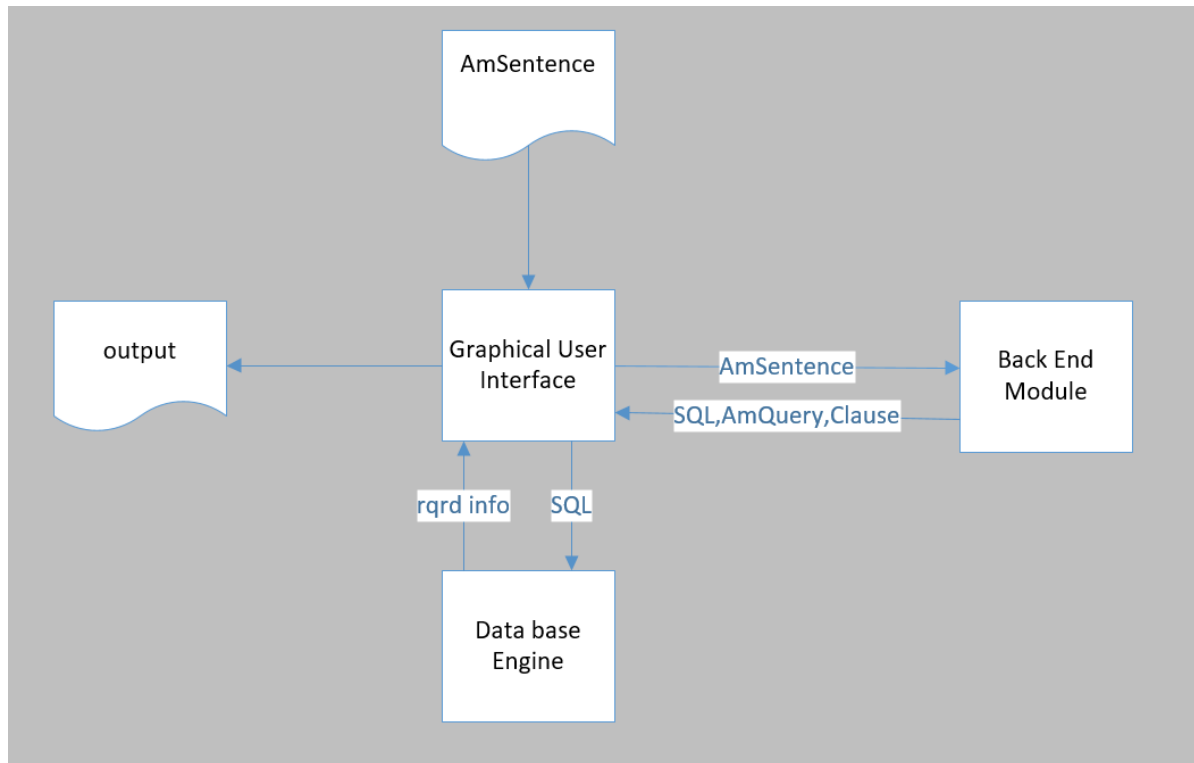 AmSentence
output
Graphical User
Interface
AmSentence
Back End
Module
SQL,AmQuery,Clause
rqrd info
SQL
Data base
Engine